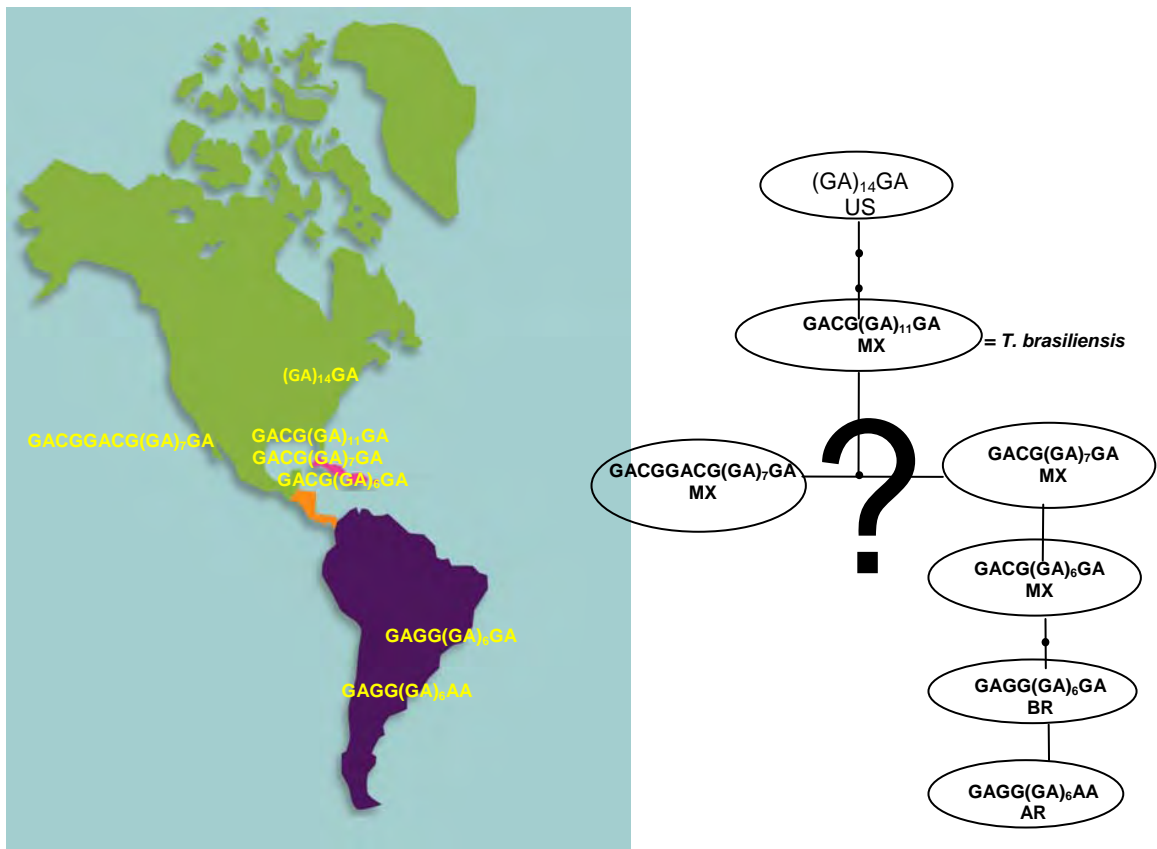 (GA)₁₄GA
GACGGACG(GA)₇GA
GACG(GA)₁₁GA
GACG(GA)₇GA
GACG(GA)₆GA
GAGG(GA)₆GA
GAGG(GA)₆AA
(GA)₁₄GA
US
GACG(GA)₁₁GA
MX
= T. brasiliensis
?
GACGGACG(GA)₇GA
MX
GACG(GA)₇GA
MX
GACG(GA)₆GA
MX
GAGG(GA)₆GA
BR
GAGG(GA)₆AA
AR